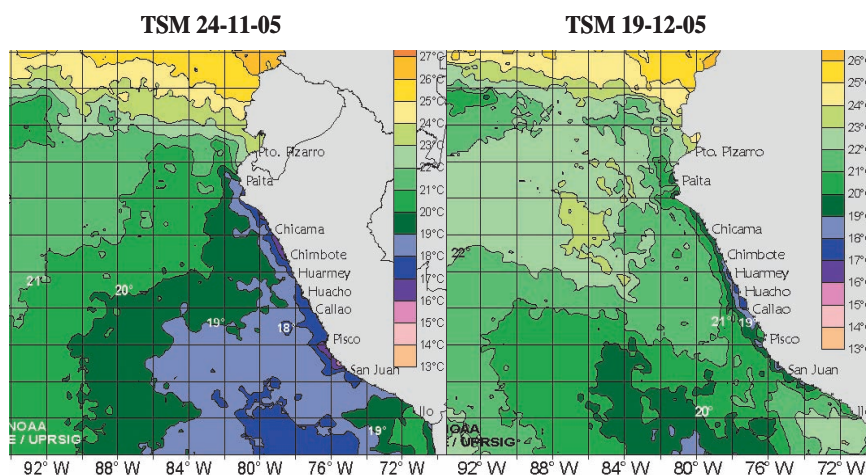 TSM 24-11-05
27°C
26°C
25°C
24°C
23°C
22°C
21°C
20°C
19°C
18°C
17°C
16°C
15°C
14°C
13°C
Pto. Pizarro
Paita
Chicama
Chimbote
Huarmey
Huacho
Callao
Pisco
San Juan
Ilo
21°
20°
19°
18
19°
NOAA
E / UPRSIG
92° W 88° W 84° W 80° W 76° W 72° W
TSM 19-12-05
26°
25°
24°
23°
22°
21°
20°
19°
18°
17°
16°
15°
14°
13°
Pto. Pizarro
Paita
Chicama
Chimbote
Huarmey
Huacho
Callao
Pisco
San Juan
Ilo
22°
21
19°
20°
NOAA
E / UPRSIG
92° W 88° W 84° W 80° W 76° W 72° W